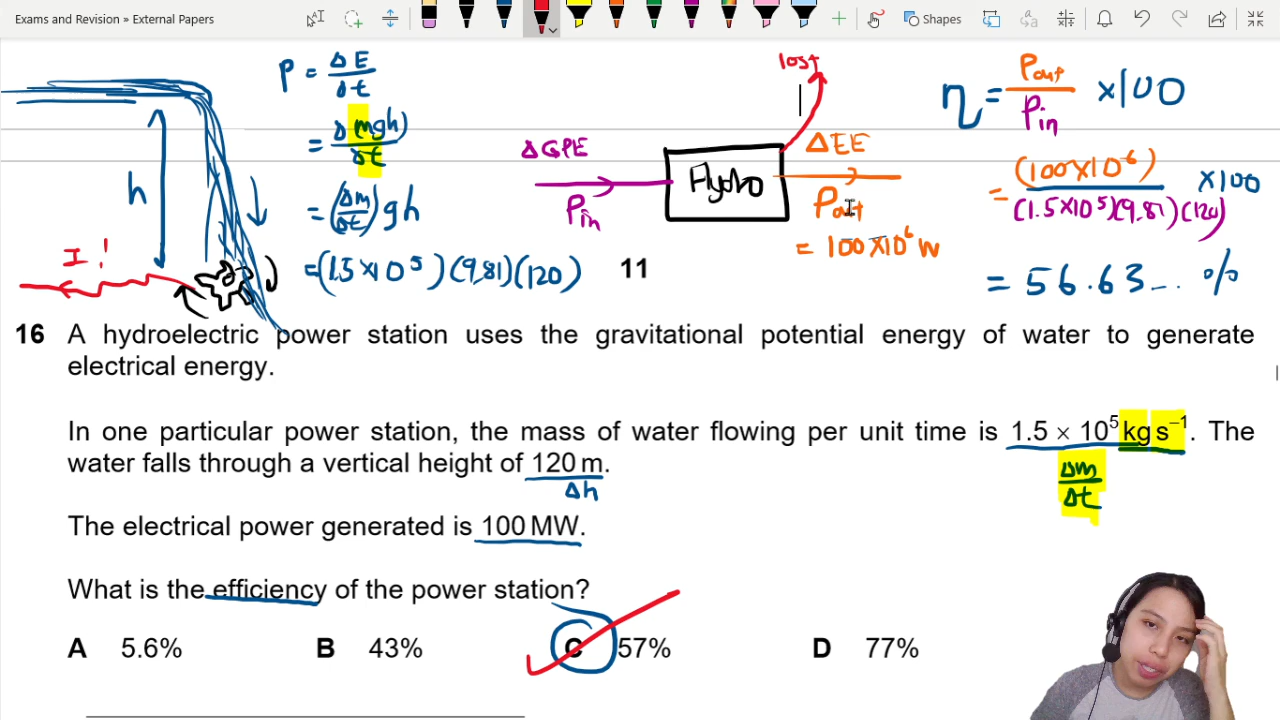 Exams and Revision » External Papers
Shapes
P = ΔE/Δt
= Δ(mgh)/Δt
= (Δm/Δt)gh
= (1.5 × 10⁵)(9.81)(120)
h
I!
ΔGPE
Pin
Hydro
lost
ΔEE
Pout
= 100 × 10⁶ W
η = Pout/Pin × 100
= (100 × 10⁶)/(1.5 × 10⁵)(9.81)(120) × 100
= 56.63... %
11
16 A hydroelectric power station uses the gravitational potential energy of water to generate
electrical energy.
In one particular power station, the mass of water flowing per unit time is 1.5 × 10⁵ kg s⁻¹. The
water falls through a vertical height of 120 m.
Δh
Δm/Δt
The electrical power generated is 100 MW.
What is the efficiency of the power station?
A 5.6% B 43% C 57% D 77%